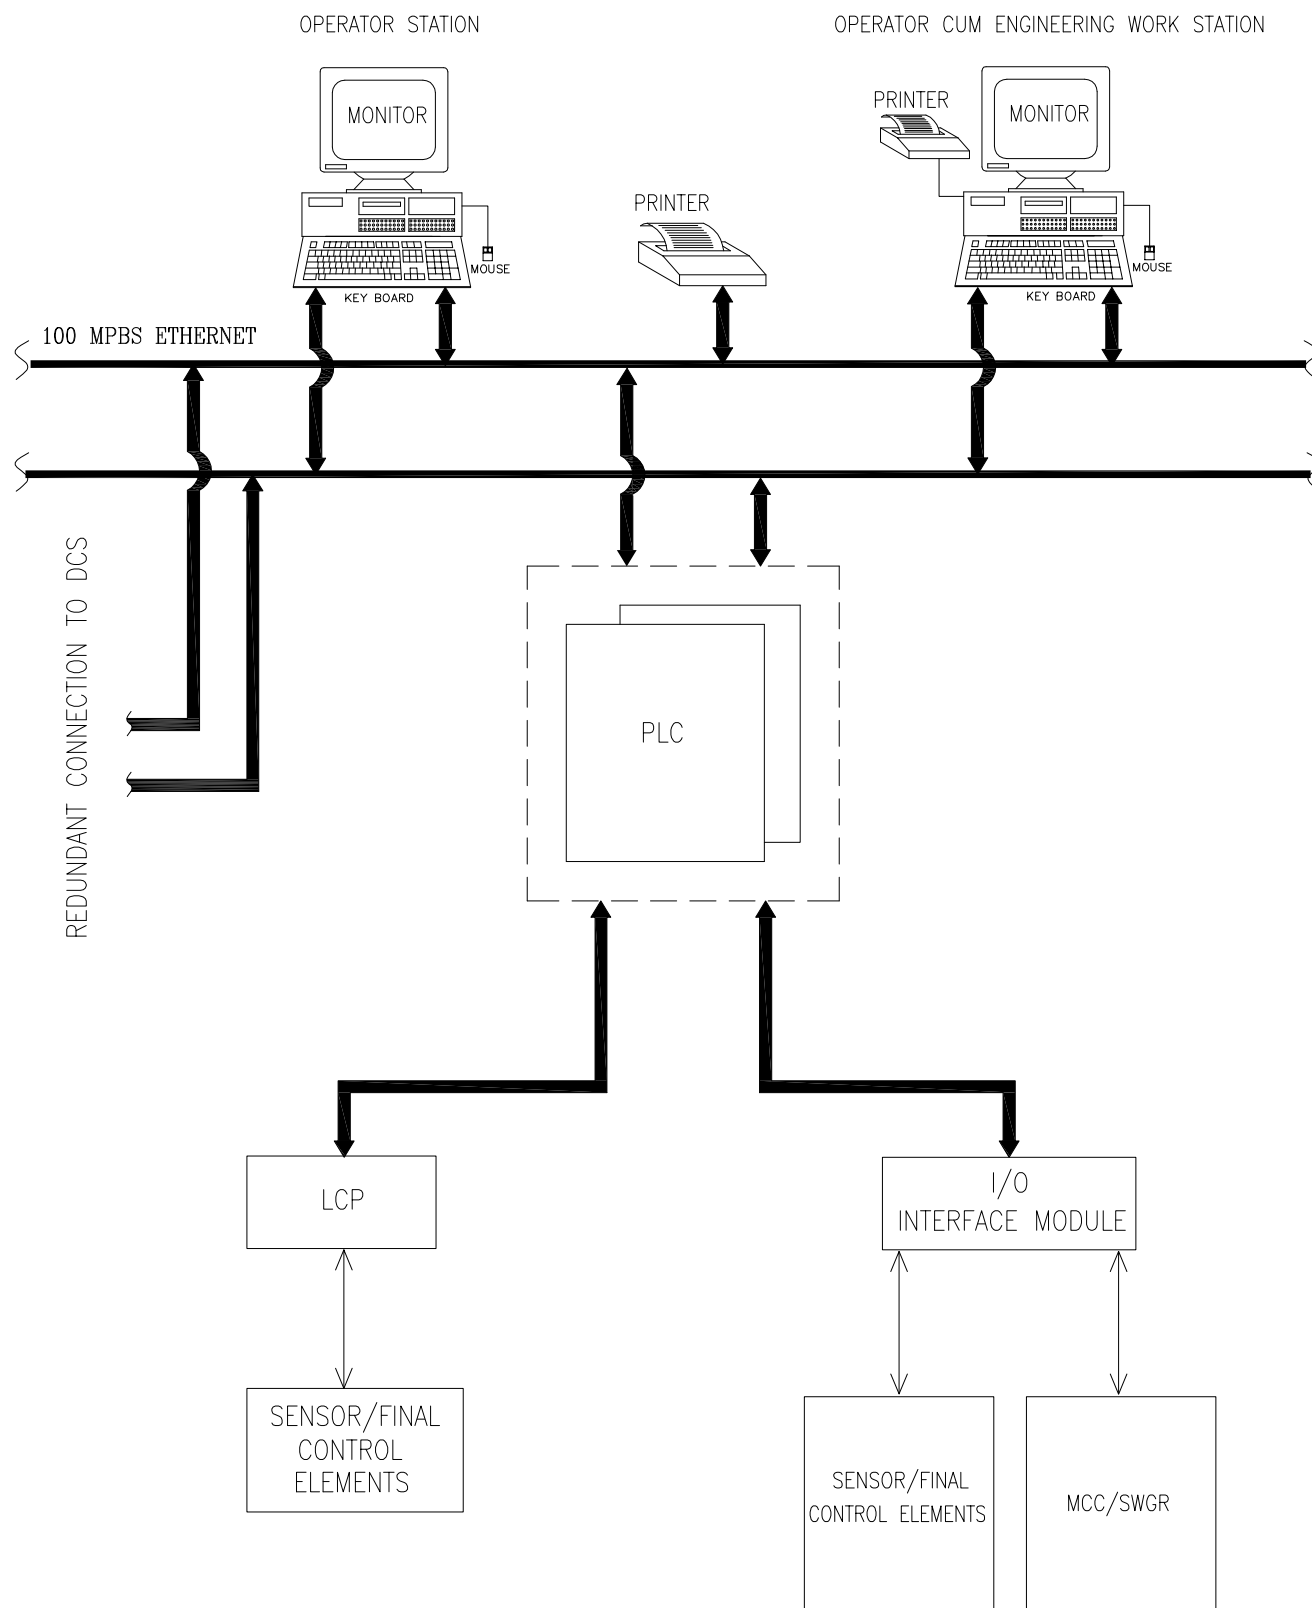 OPERATOR STATION
OPERATOR CUM ENGINEERING WORK STATION
MONITOR
PRINTER
MONITOR
PRINTER
MOUSE
KEY BOARD
MOUSE
KEY BOARD
100 MPBS ETHERNET
REDUNDANT CONNECTION TO DCS
PLC
LCP
I/O
INTERFACE MODULE
SENSOR/FINAL
CONTROL
ELEMENTS
SENSOR/FINAL
CONTROL ELEMENTS
MCC/SWGR